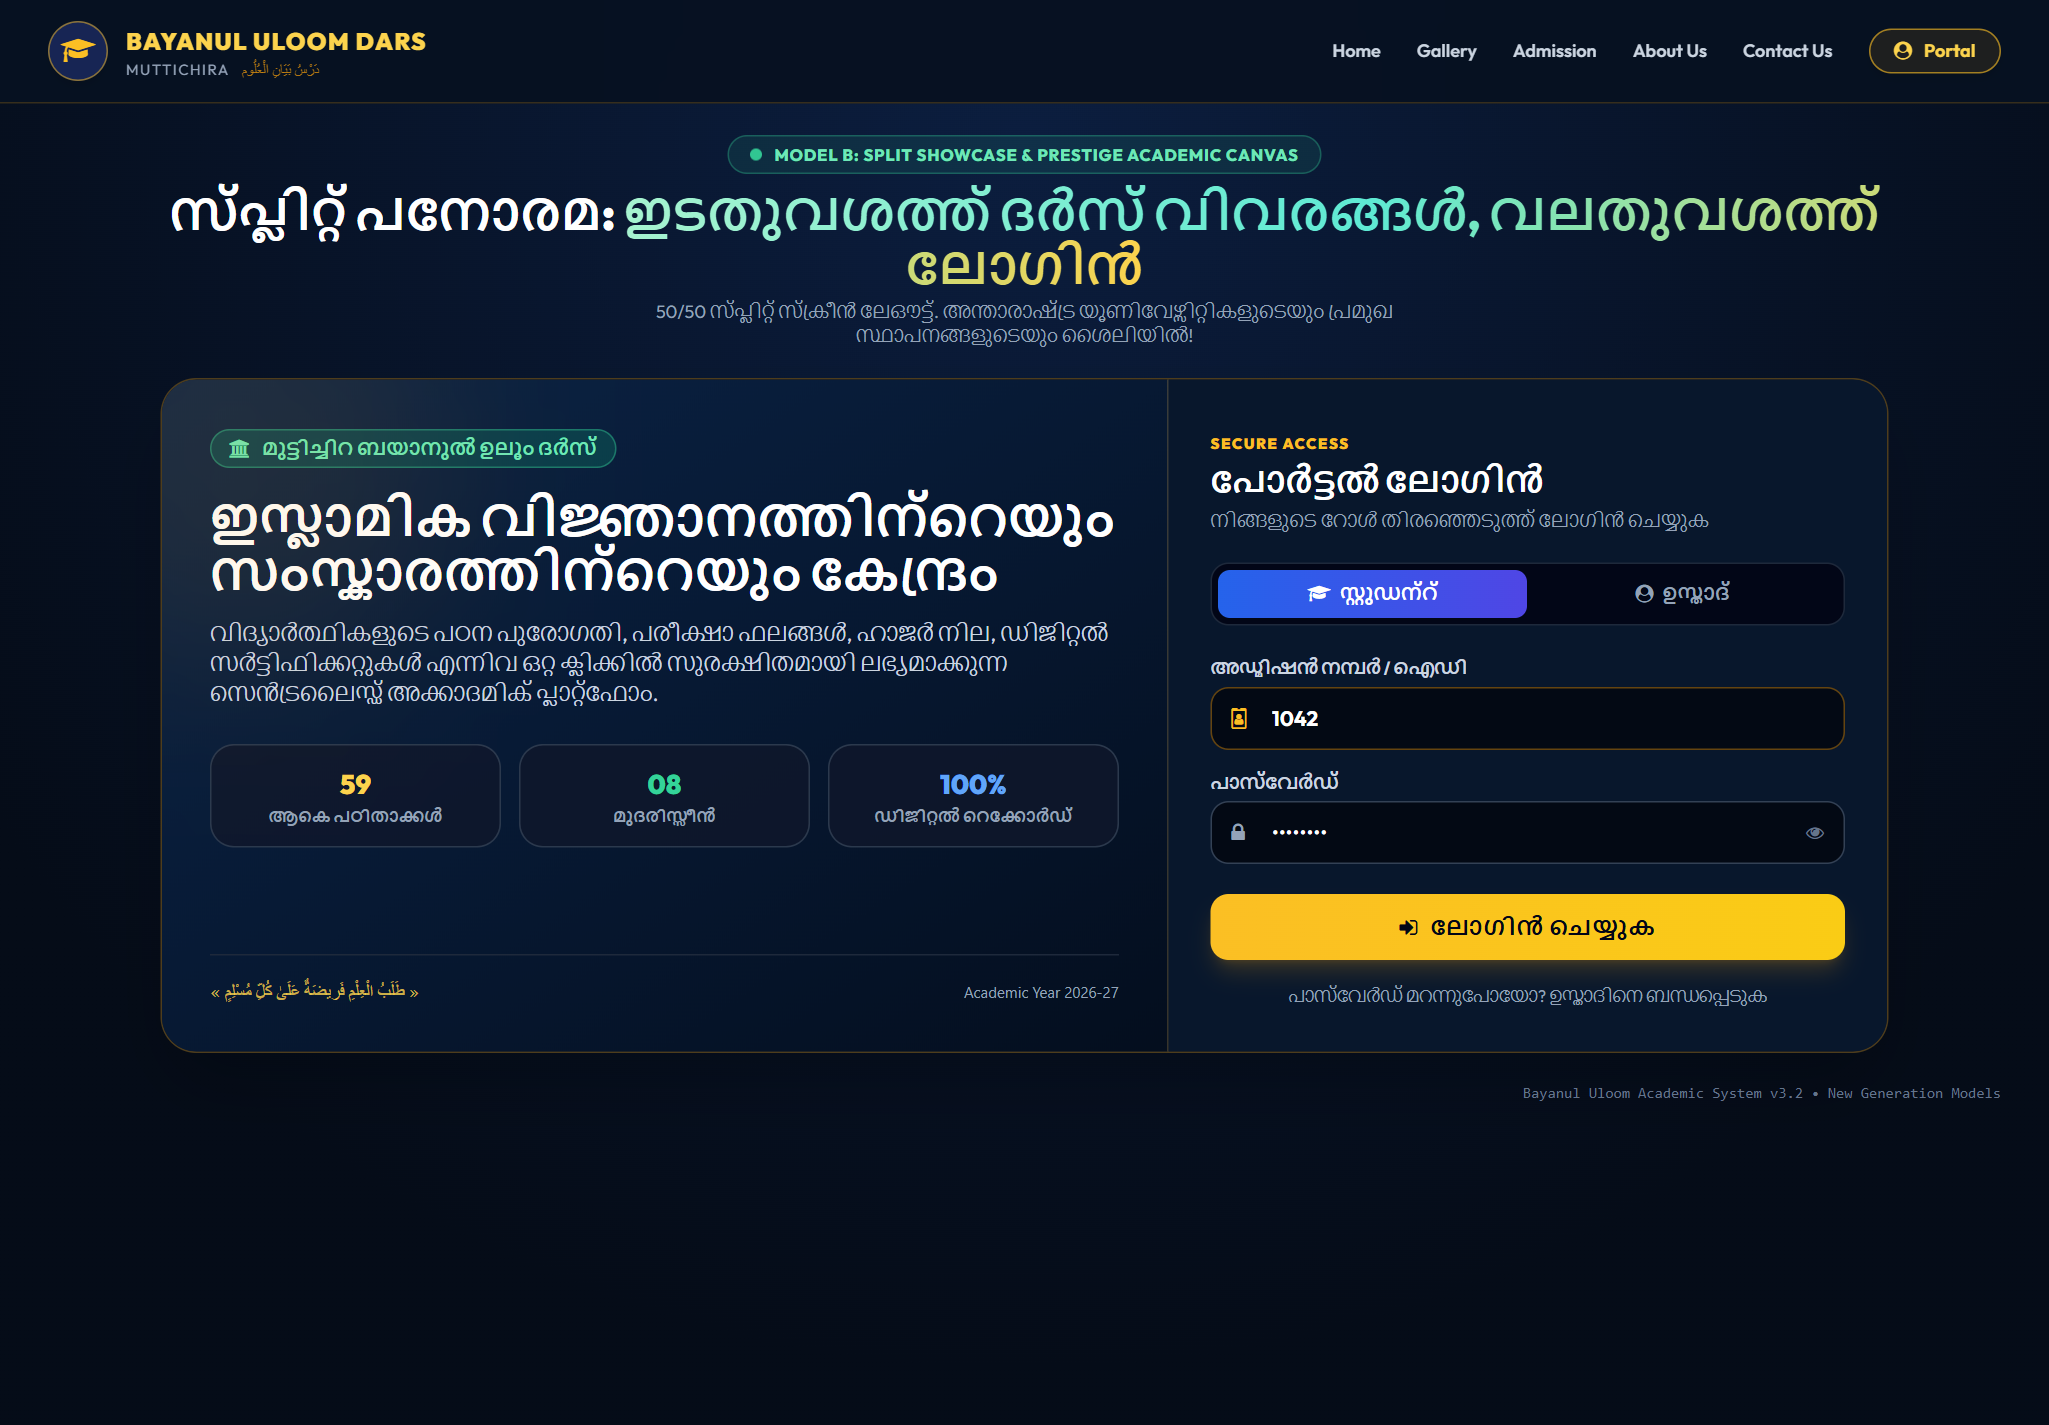 BAYANUL ULOOM DARS
MUTTICHIRA دَرْسُ بَيَانِ الْعُلُوم
Home Gallery Admission About Us Contact Us Portal
MODEL B: SPLIT SHOWCASE & PRESTIGE ACADEMIC CANVAS
സ്പ്ലിറ്റ് പനോരമ: ഇടതുവശത്ത് ദർസ് വിവരങ്ങൾ, വലതുവശത്ത്
ലോഗിൻ
50/50 സ്പ്ലിറ്റ് സ്ക്രീൻ ലേഔട്ട്. അന്താരാഷ്ട്ര യൂണിവേഴ്സിറ്റികളുടെയും പ്രമുഖ
സ്ഥാപനങ്ങളുടെയും ശൈലിയിൽ!
മുട്ടിച്ചിറ ബയാനുൽ ഉലൂം ദർസ്
ഇസ്ലാമിക വിജ്ഞാനത്തിന്റെയും
സംസ്കാരത്തിന്റെയും കേന്ദ്രം
വിദ്യാർത്ഥികളുടെ പഠന പുരോഗതി, പരീക്ഷാ ഫലങ്ങൾ, ഹാജർ നില, ഡിജിറ്റൽ
സർട്ടിഫിക്കറ്റുകൾ എന്നിവ ഒറ്റ ക്ലിക്കിൽ സുരക്ഷിതമായി ലഭ്യമാക്കുന്ന
സെൻട്രലൈസ്ഡ് അക്കാദമിക് പ്ലാറ്റ്ഫോം.
59
ആകെ പഠിതാക്കൾ
08
മുദരിസ്സീൻ
100%
ഡിജിറ്റൽ റെക്കോർഡ്
« طَلَبُ الْعِلْمِ فَرِيضَةٌ عَلَىٰ كُلِّ مُسْلِمٍ »
Academic Year 2026-27
SECURE ACCESS
പോർട്ടൽ ലോഗിൻ
നിങ്ങളുടെ റോൾ തിരഞ്ഞെടുത്ത് ലോഗിൻ ചെയ്യുക
സ്റ്റുഡന്റ് ഉസ്താദ്
അഡ്മിഷൻ നമ്പർ / ഐഡി
1042
പാസ്‌വേർഡ്
••••••••
ലോഗിൻ ചെയ്യുക
പാസ്‌വേർഡ് മറന്നുപോയോ? ഉസ്താദിനെ ബന്ധപ്പെടുക
Bayanul Uloom Academic System v3.2 • New Generation Models